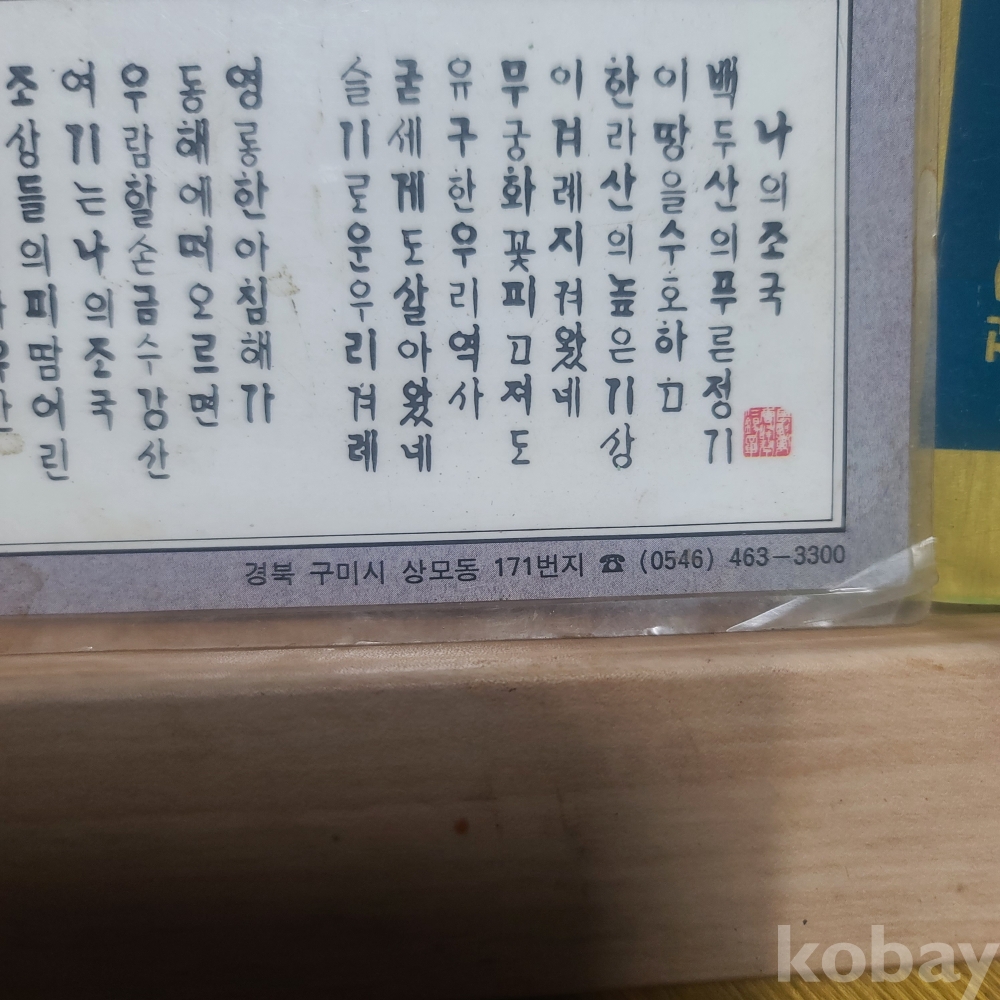 나의조국
백두산의푸른정기
이땅을수호하고
한라산의높은기상
이겨레지켜왔네
무궁화꽃피고져도
유구한우리역사
굳세게도살아왔네
슬기로운우리겨레
영롱한아침해가
동해에떠오르면
우람할손금수강산
여기는나의조국
조상들의피땀어린
경북 구미시 상모동 171번지 ☎ (0546) 463-3300
kobay